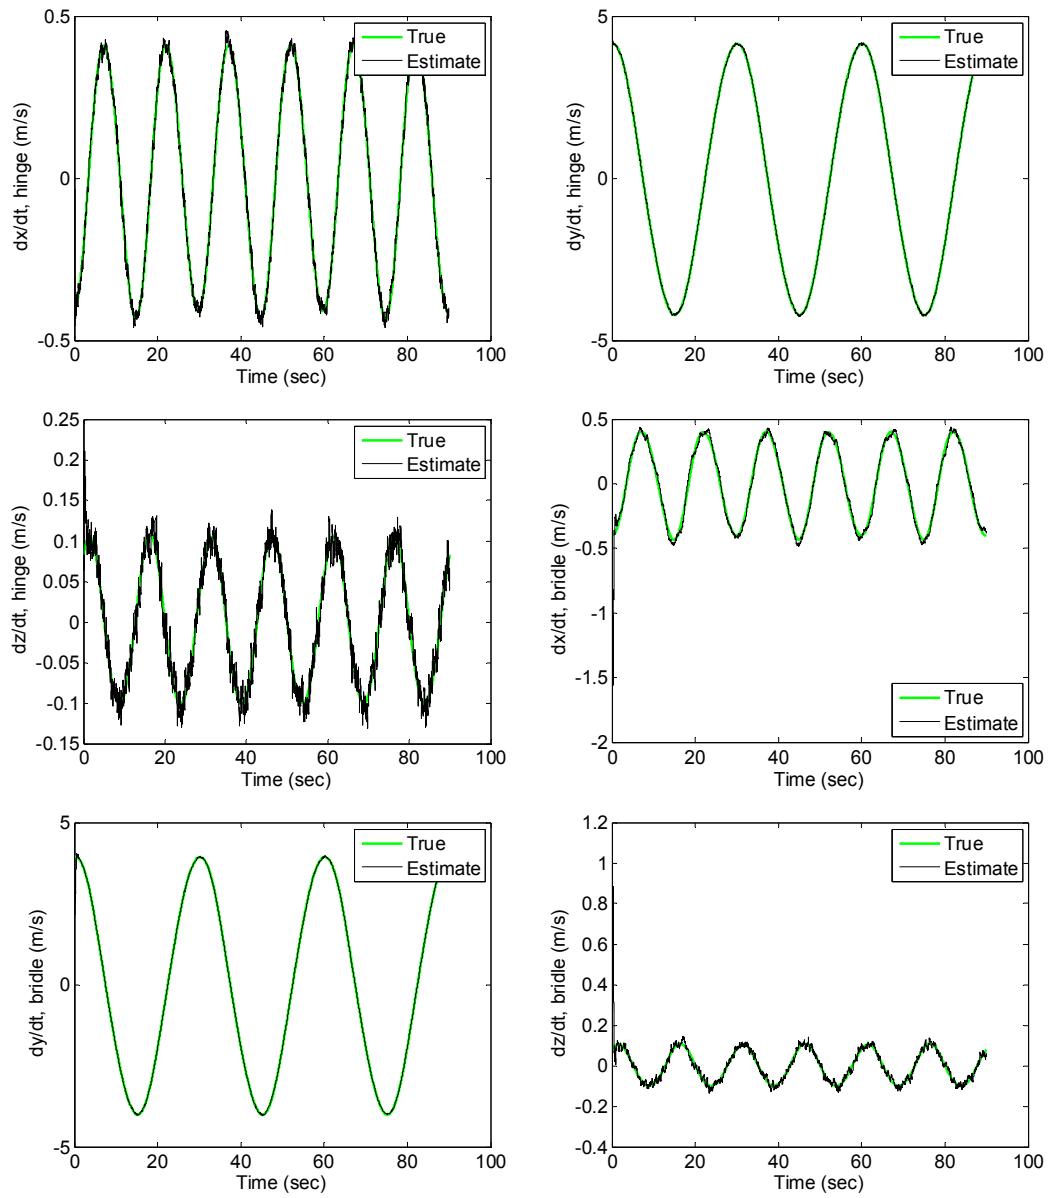 0.5
0
-0.5
0
20
40
60
80
100
Time (sec)
dx/dt, hinge (m/s)
True
Estimate
5
0
-5
0
20
40
60
80
100
Time (sec)
dy/dt, hinge (m/s)
True
Estimate
0.25
0.2
0.15
0.1
0.05
0
-0.05
-0.1
-0.15
0
20
40
60
80
100
Time (sec)
dz/dt, hinge (m/s)
True
Estimate
0.5
0
-0.5
-1
-1.5
-2
0
20
40
60
80
100
Time (sec)
dx/dt, bridle (m/s)
True
Estimate
5
0
-5
0
20
40
60
80
100
Time (sec)
dy/dt, bridle (m/s)
True
Estimate
1.2
1
0.8
0.6
0.4
0.2
0
-0.2
-0.4
0
20
40
60
80
100
Time (sec)
dz/dt, bridle (m/s)
True
Estimate